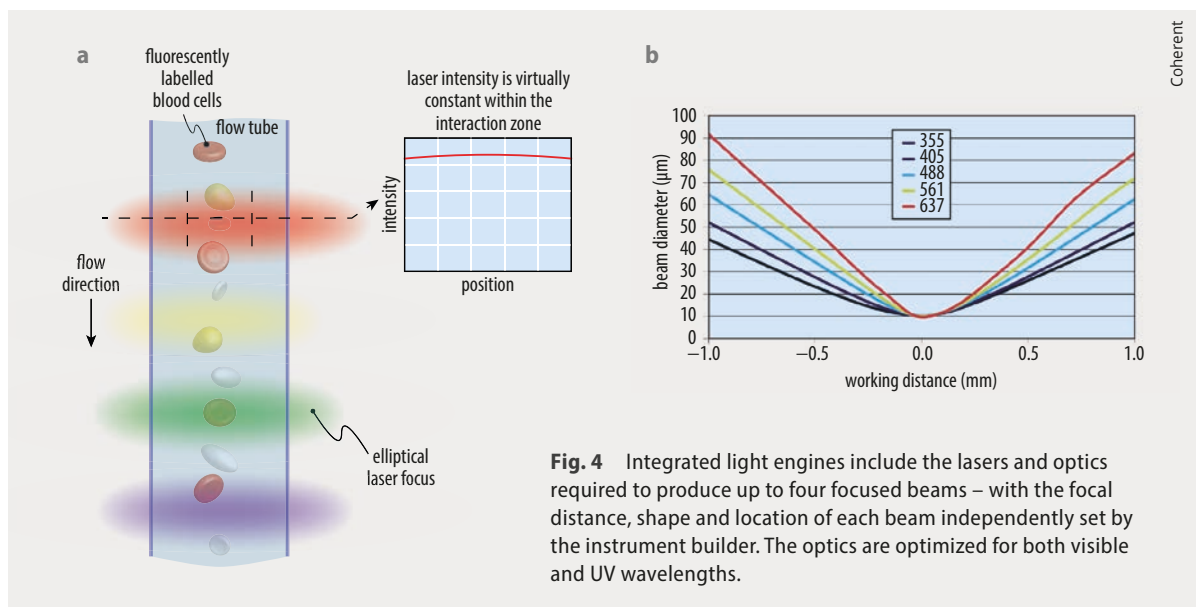 a
fluorescently
labelled
blood cells
flow tube
flow
direction
elliptical
laser focus
laser intensity is virtually
constant within the
interaction zone
intensity
position
b
Coherent
100
90
80
70
60
50
40
30
20
10
0
beam diameter (µm)
355
405
488
561
637
−1.0
−0.5
0.0
0.5
1.0
working distance (mm)
Fig. 4 Integrated light engines include the lasers and optics
required to produce up to four focused beams – with the focal
distance, shape and location of each beam independently set by
the instrument builder. The optics are optimized for both visible
and UV wavelengths.